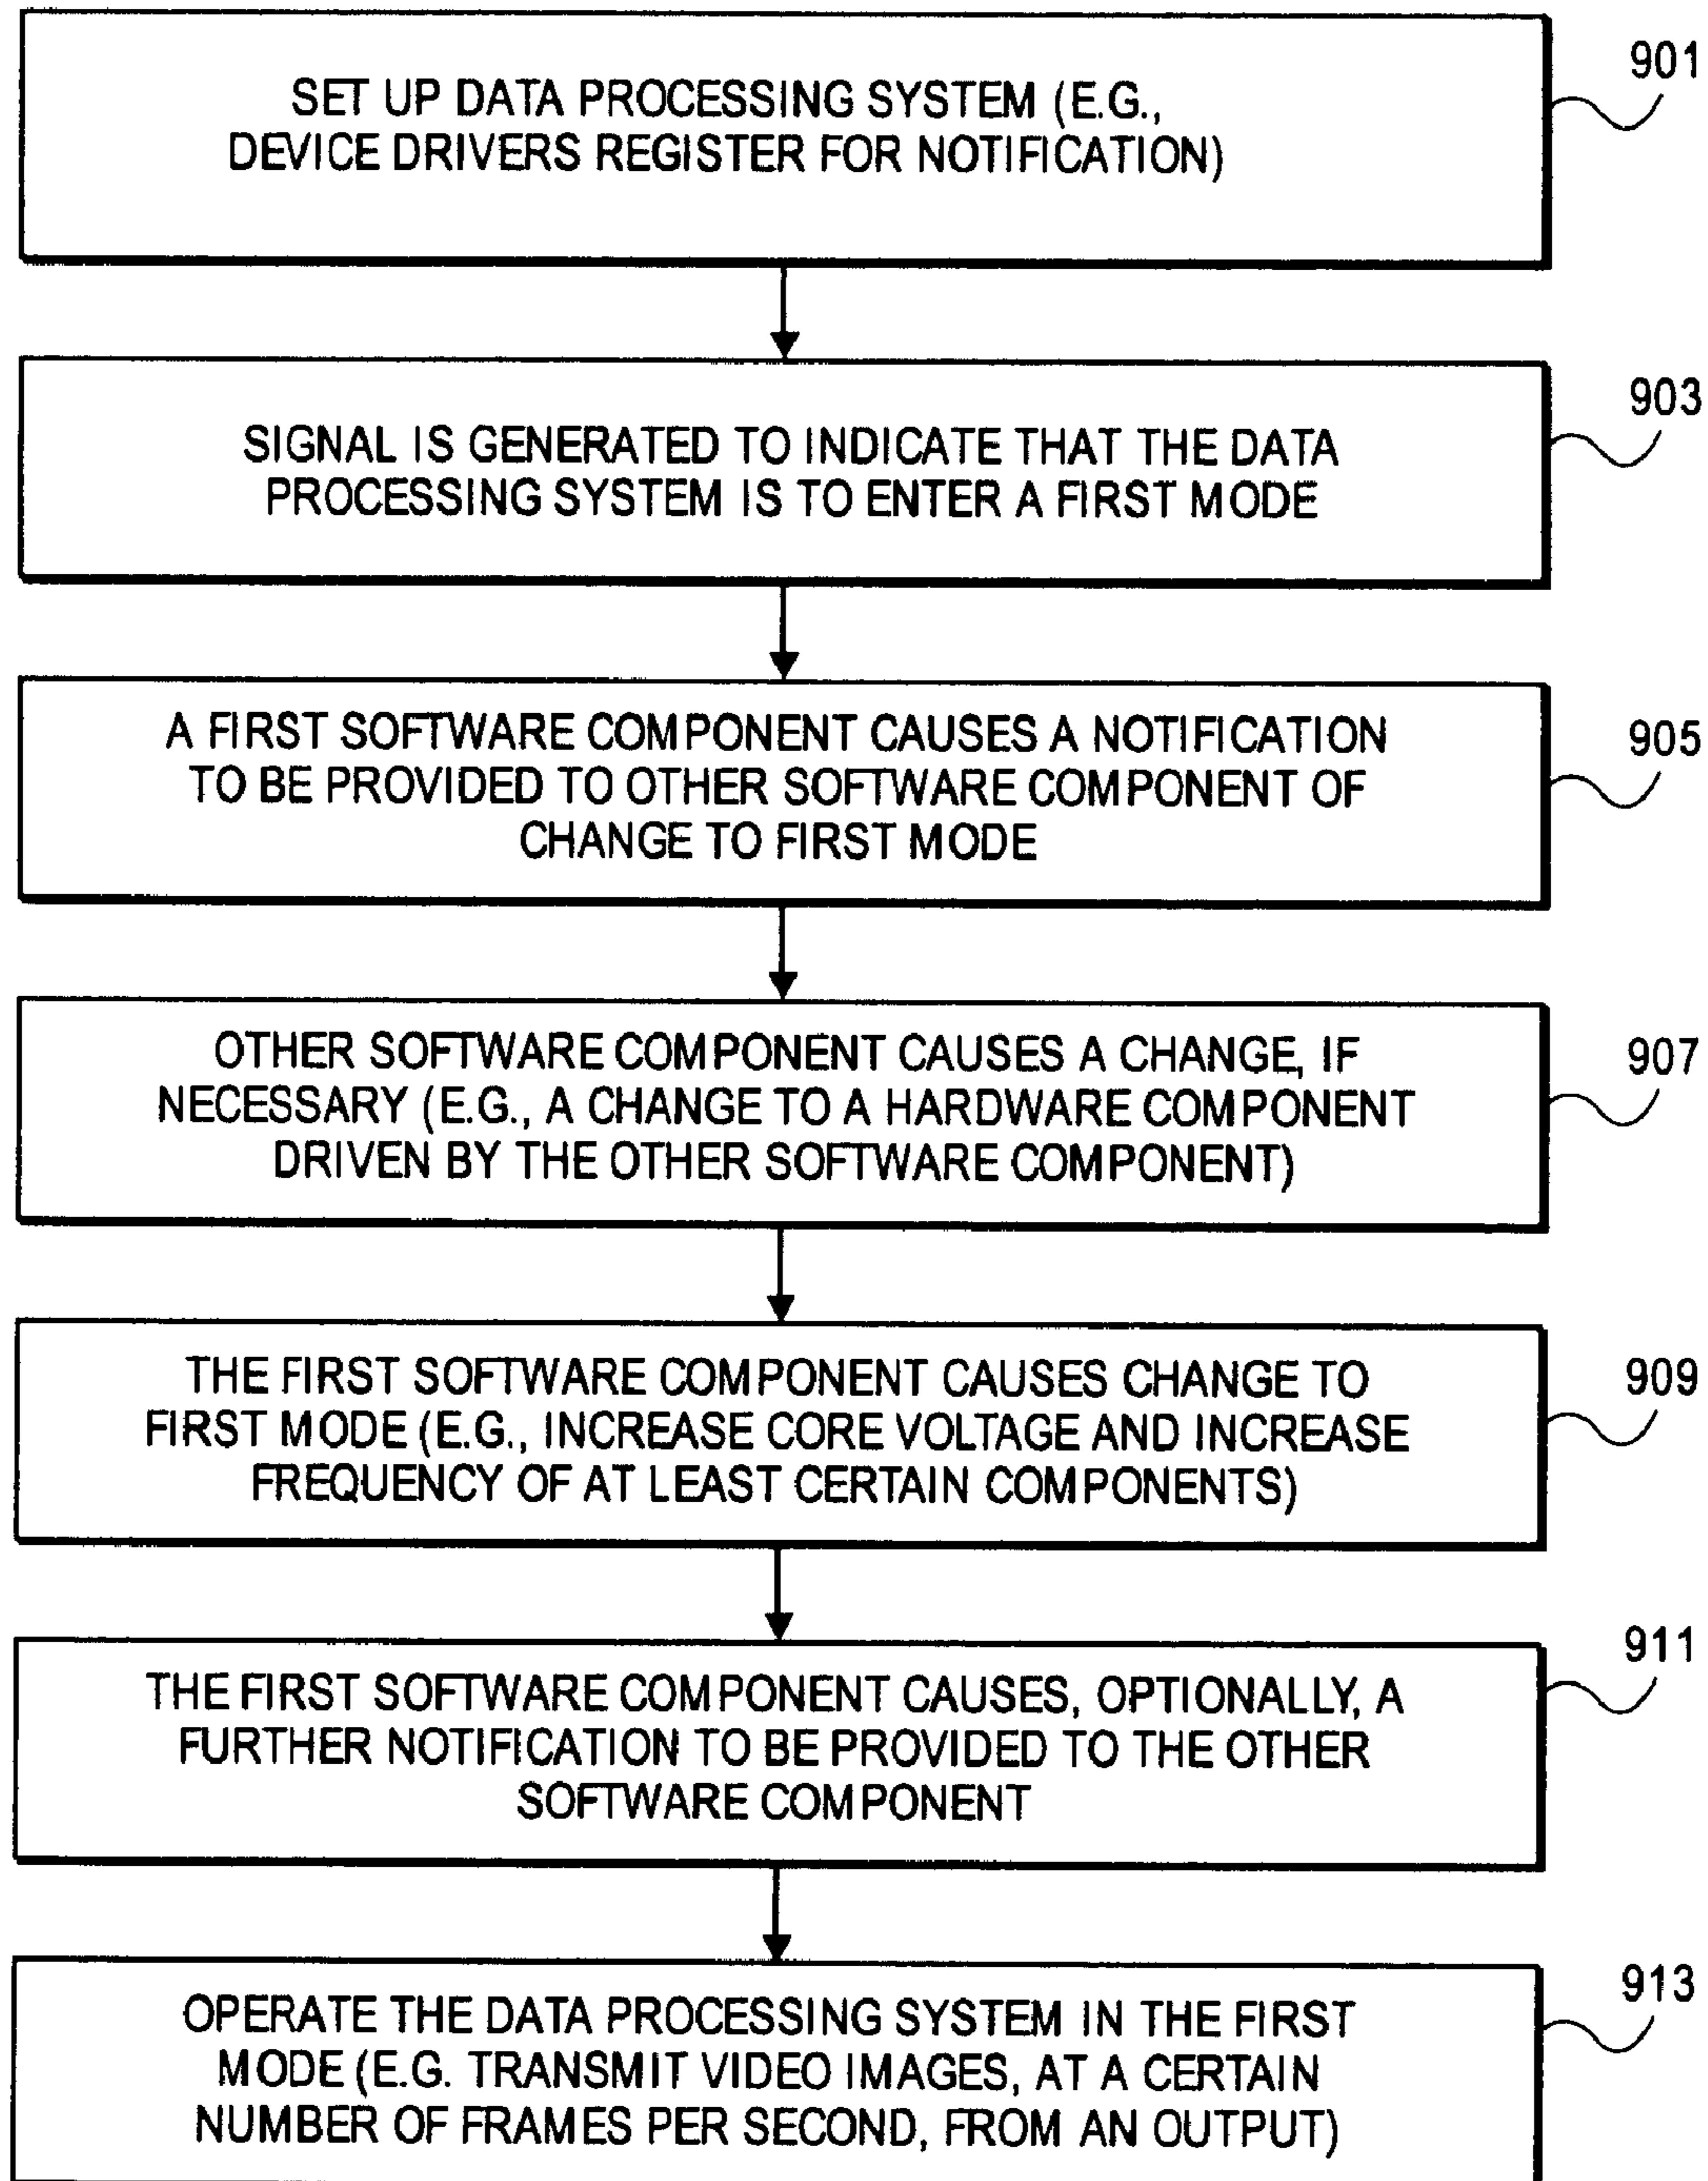 SET UP DATA PROCESSING SYSTEM (E.G.,
DEVICE DRIVERS REGISTER FOR NOTIFICATION)
901
SIGNAL IS GENERATED TO INDICATE THAT THE DATA
PROCESSING SYSTEM IS TO ENTER A FIRST MODE
903
A FIRST SOFTWARE COMPONENT CAUSES A NOTIFICATION
TO BE PROVIDED TO OTHER SOFTWARE COMPONENT OF
CHANGE TO FIRST MODE
905
OTHER SOFTWARE COMPONENT CAUSES A CHANGE, IF
NECESSARY (E.G., A CHANGE TO A HARDWARE COMPONENT
DRIVEN BY THE OTHER SOFTWARE COMPONENT)
907
THE FIRST SOFTWARE COMPONENT CAUSES CHANGE TO
FIRST MODE (E.G., INCREASE CORE VOLTAGE AND INCREASE
FREQUENCY OF AT LEAST CERTAIN COMPONENTS)
909
THE FIRST SOFTWARE COMPONENT CAUSES, OPTIONALLY, A
FURTHER NOTIFICATION TO BE PROVIDED TO THE OTHER
SOFTWARE COMPONENT
911
OPERATE THE DATA PROCESSING SYSTEM IN THE FIRST
MODE (E.G. TRANSMIT VIDEO IMAGES, AT A CERTAIN
NUMBER OF FRAMES PER SECOND, FROM AN OUTPUT)
913